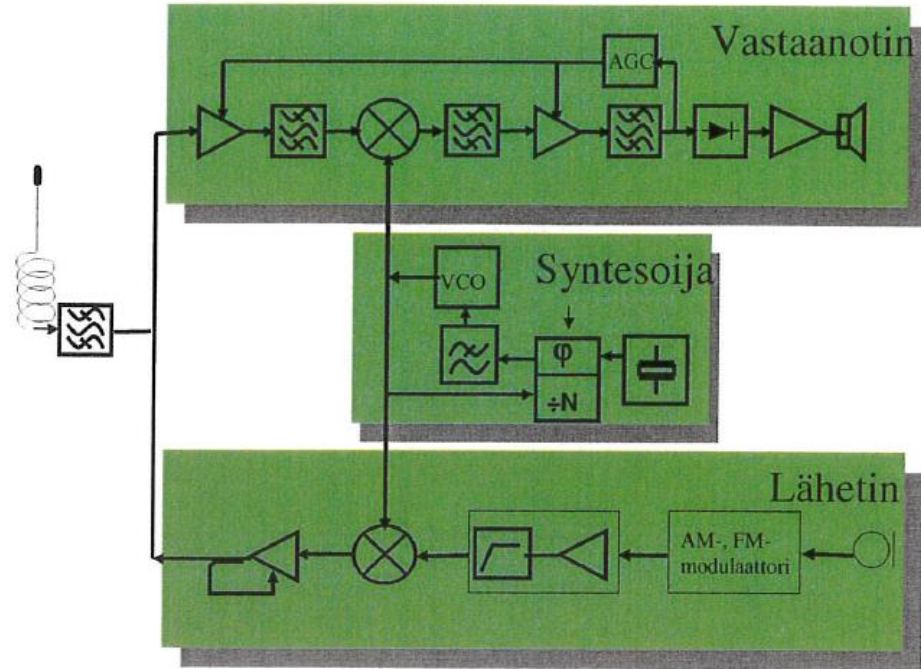 Vastaanotin
AGC
Syntesoija
VCO
φ
÷N
Lähetin
AM-, FM-
modulaattori